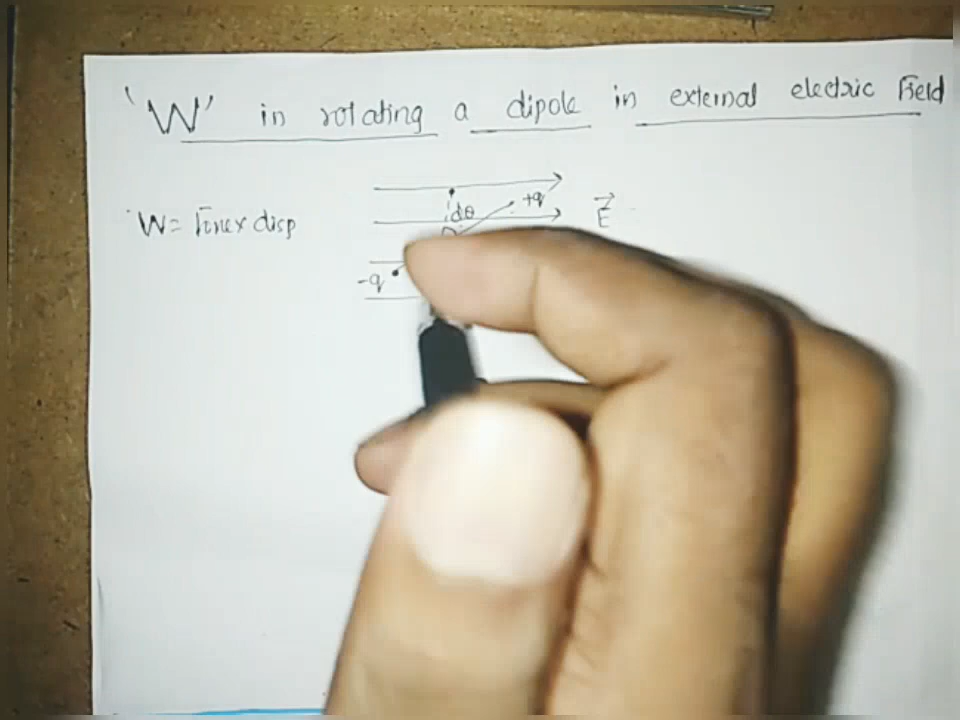 'W' in rotating a dipole in external electric field
W = Force x disp
+q
dθ
E
-q